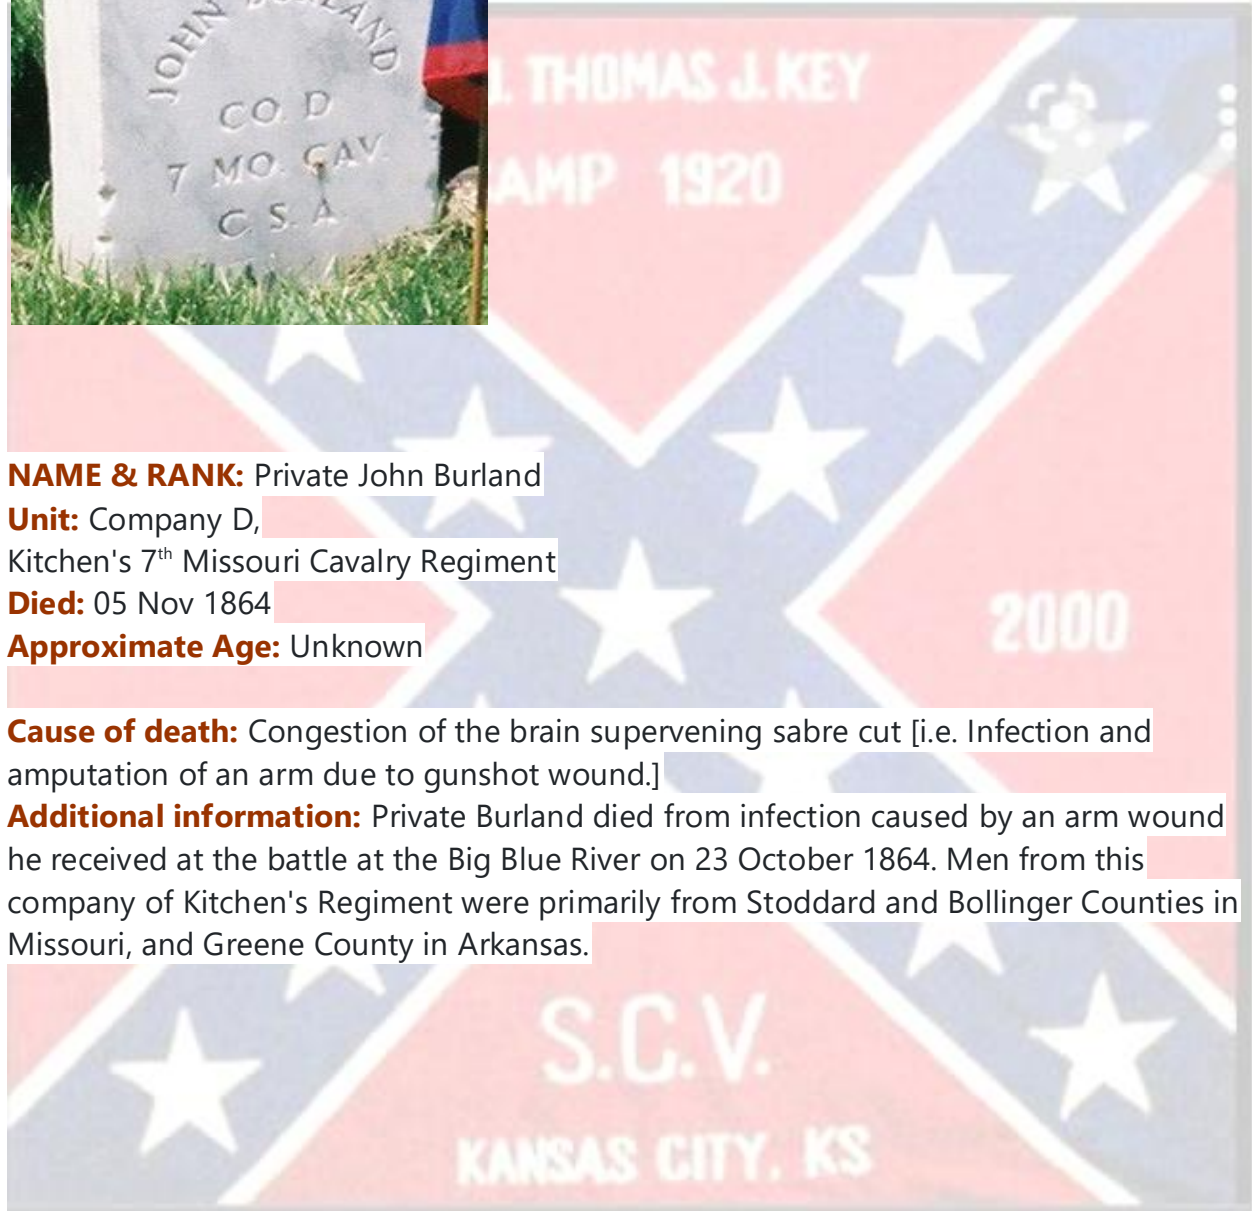 JOHN BURLAND
CO. D
7 MO. CAV.
C. S. A
. THOMAS J. KEY
AMP 1920
2000
NAME & RANK: Private John Burland
Unit: Company D,
Kitchen's 7th Missouri Cavalry Regiment
Died: 05 Nov 1864
Approximate Age: Unknown
Cause of death: Congestion of the brain supervening sabre cut [i.e. Infection and
amputation of an arm due to gunshot wound.]
Additional information: Private Burland died from infection caused by an arm wound
he received at the battle at the Big Blue River on 23 October 1864. Men from this
company of Kitchen's Regiment were primarily from Stoddard and Bollinger Counties in
Missouri, and Greene County in Arkansas.
S.C.V.
KANSAS CITY, KS